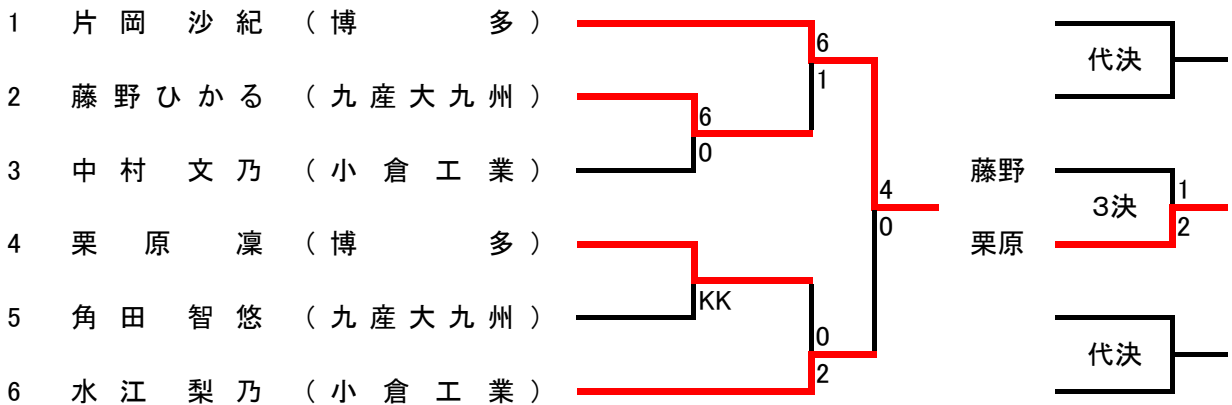 1 片岡 沙紀 (博 多)
6
代決
2 藤野ひかる (九産大九州)
1
6
0
3 中村 文乃 (小倉工業)
藤野
4
1
3決
0
2
4 栗原 凜 (博 多)
栗原
KK
5 角田 智悠 (九産大九州)
0
代決
2
6 水江 梨乃 (小倉工業)